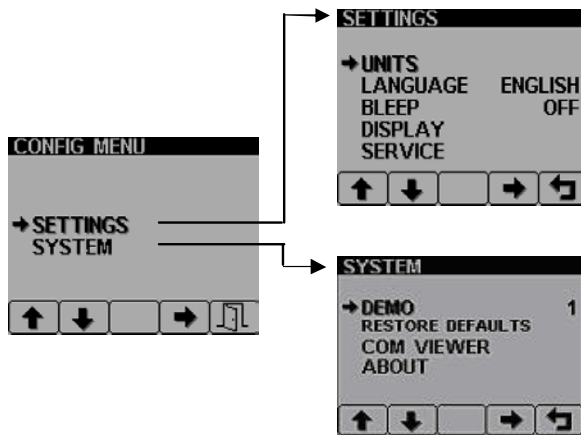 CONFIG MENU
SETTINGS
SYSTEM
SETTINGS
UNITS
LANGUAGE ENGLISH
BLEEP OFF
DISPLAY
SERVICE
SYSTEM
DEMO 1
RESTORE DEFAULTS
COM VIEWER
ABOUT